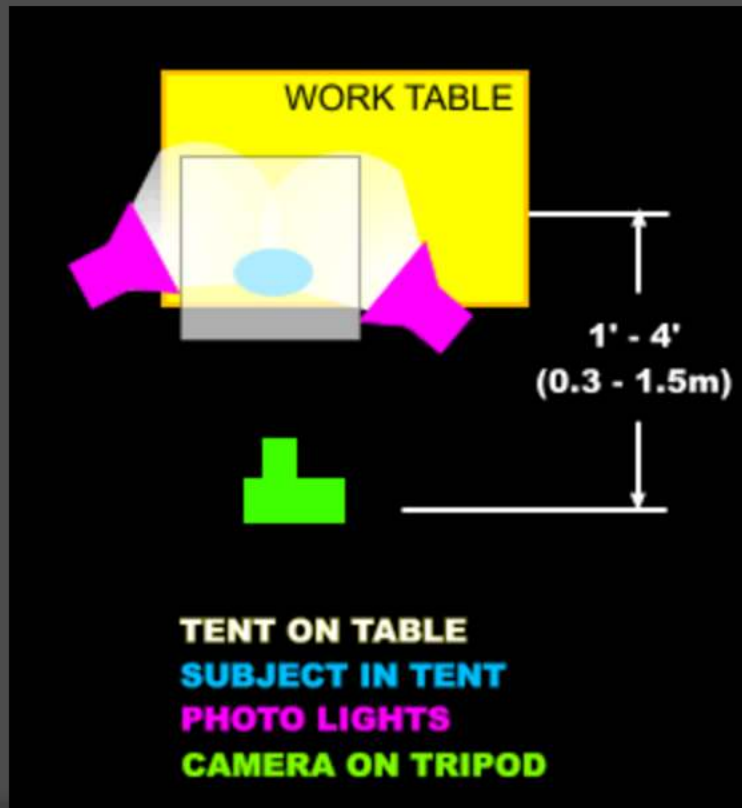 WORK TABLE
1' - 4'
(0.3 - 1.5m)
TENT ON TABLE
SUBJECT IN TENT
PHOTO LIGHTS
CAMERA ON TRIPOD